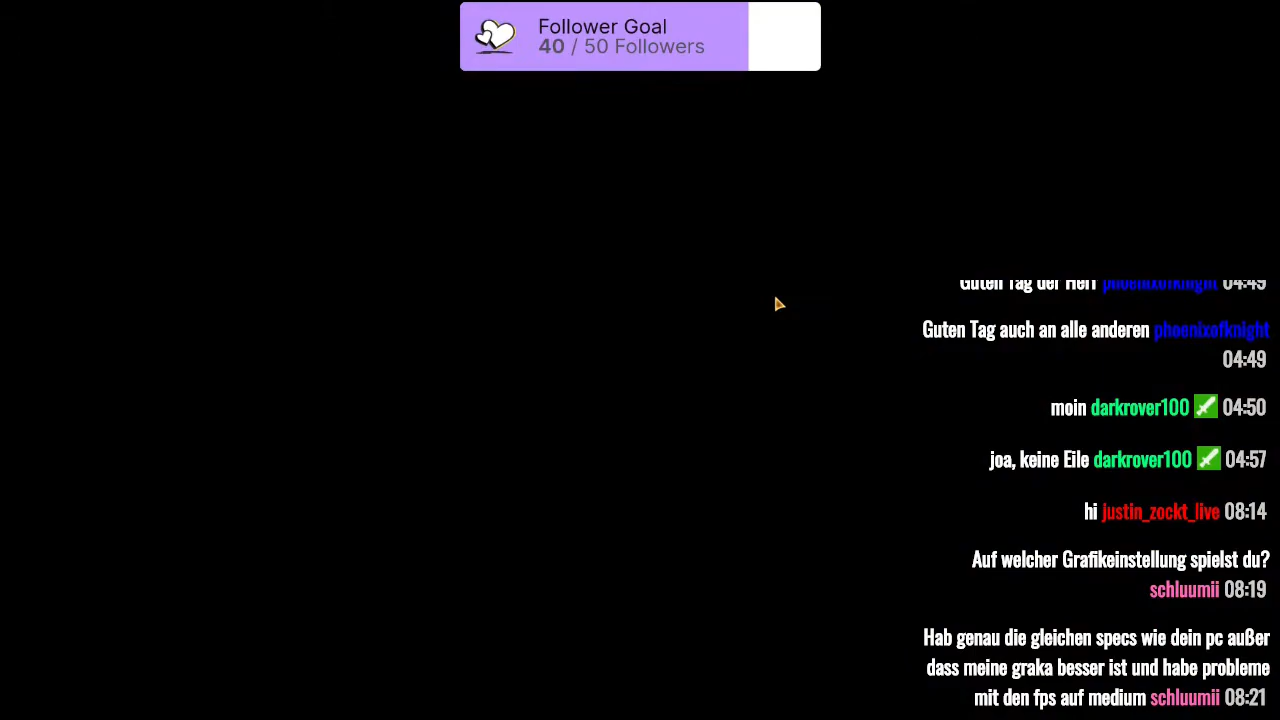 Follower Goal
40 / 50 Followers
Guten Tag der Herr phoenixofknight 04:49
Guten Tag auch an alle anderen phoenixofknight
04:49
moin darkrover100 04:50
joa, keine Eile darkrover100 04:57
hi justin_zockt_live 08:14
Auf welcher Grafikeinstellung spielst du?
schluumii 08:19
Hab genau die gleichen specs wie dein pc außer
dass meine graka besser ist und habe probleme
mit den fps auf medium schluumii 08:21